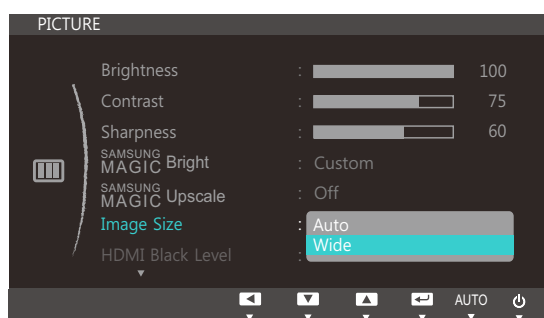 PICTURE
Brightness : 100
Contrast : 75
Sharpness : 60
SAMSUNG
MAGIC Bright : Custom
SAMSUNG
MAGIC Upscale : Off
Image Size : Auto
Wide
HDMI Black Level :
AUTO